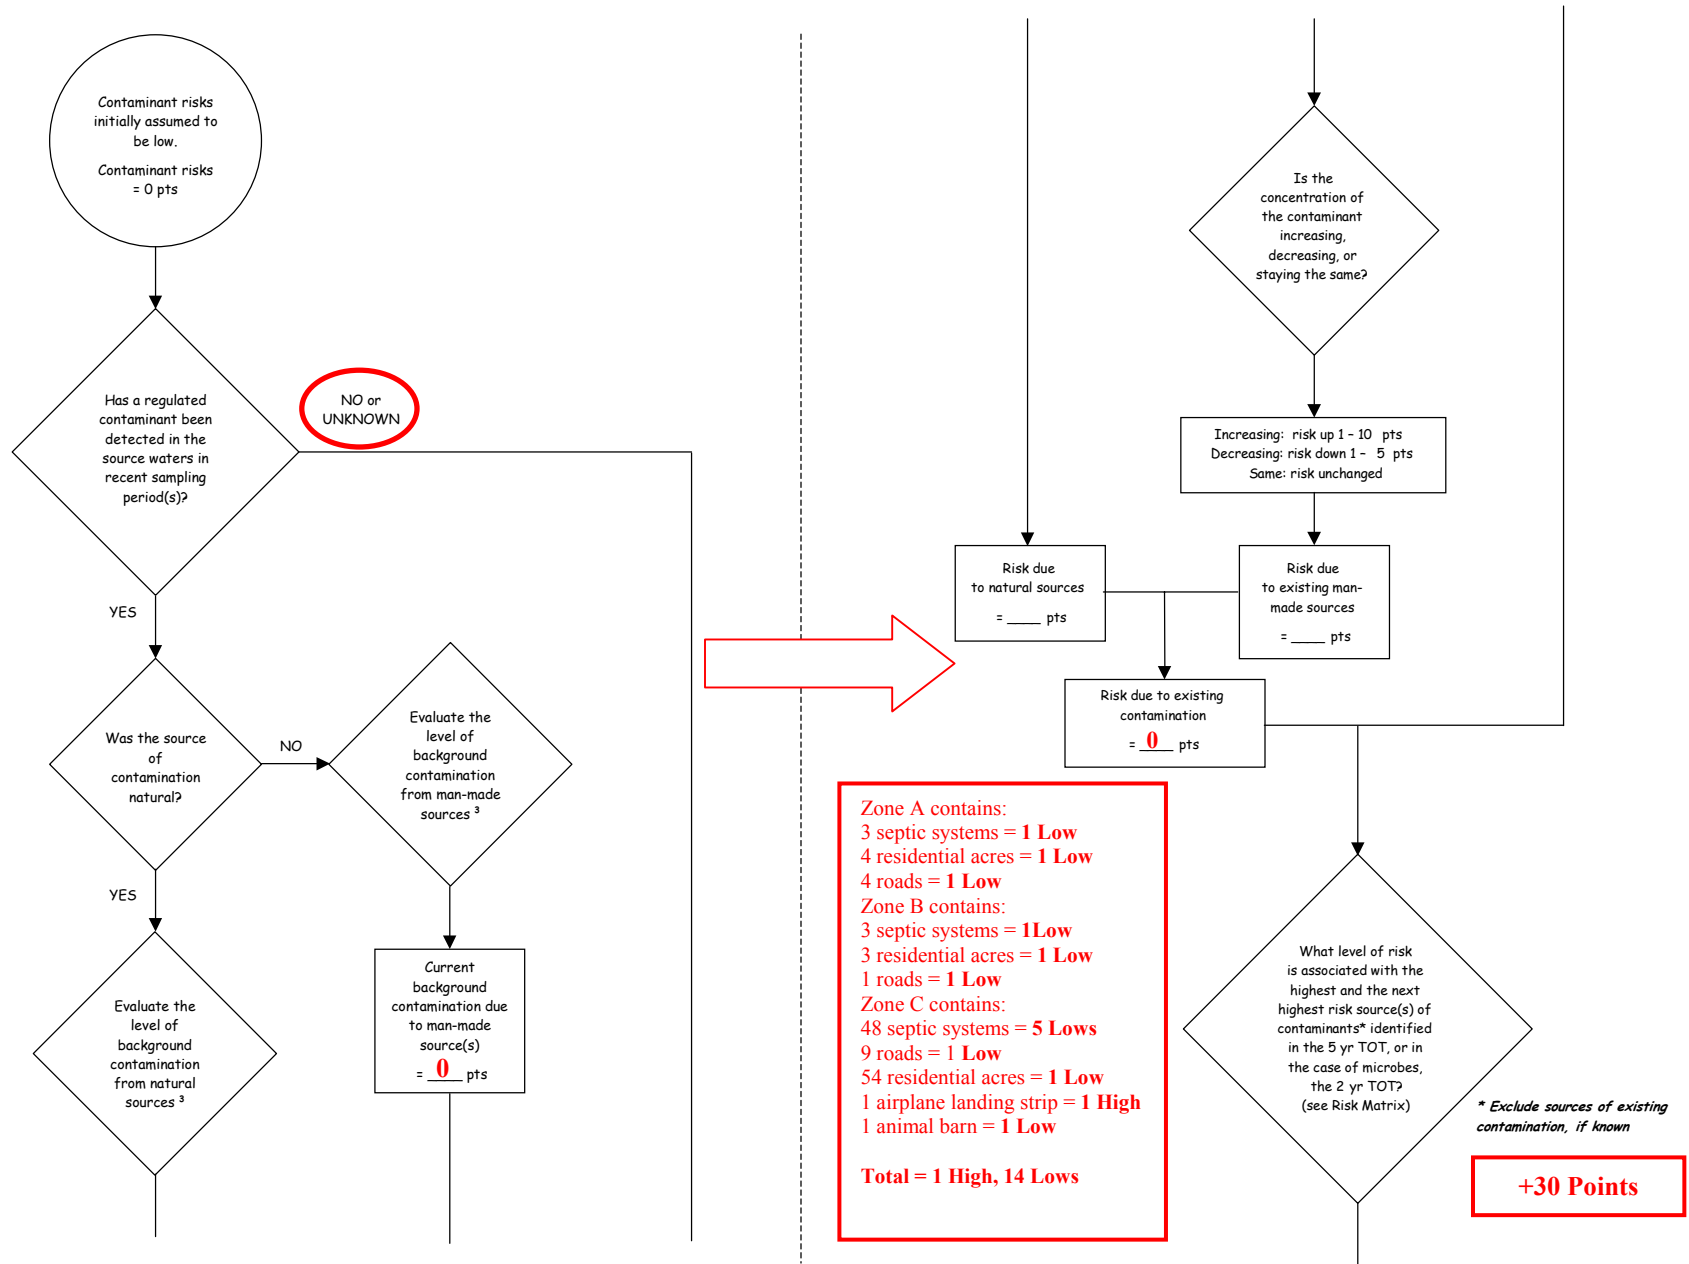 Contaminant risks
initially assumed to
be low.
Contaminant risks
= 0 pts
Has a regulated
contaminant been
detected in the
source waters in
recent sampling
period(s)?
NO or
UNKNOWN
YES
Was the source
of
contamination
natural?
NO
Evaluate the
level of
background
contamination
from man-made
sources ³
YES
Evaluate the
level of
background
contamination
from natural
sources ³
Current
background
contamination due
to man-made
source(s)
= __0__ pts
Is the
concentration of
the contaminant
increasing,
decreasing, or
staying the same?
Increasing: risk up 1 – 10 pts
Decreasing: risk down 1 – 5 pts
Same: risk unchanged
Risk due
to natural sources
= ____ pts
Risk due
to existing man-
made sources
= ____ pts
Risk due to existing
contamination
= __0__ pts
Zone A contains:
3 septic systems = 1 Low
4 residential acres = 1 Low
4 roads = 1 Low
Zone B contains:
3 septic systems = 1Low
3 residential acres = 1 Low
1 roads = 1 Low
Zone C contains:
48 septic systems = 5 Lows
9 roads = 1 Low
54 residential acres = 1 Low
1 airplane landing strip = 1 High
1 animal barn = 1 Low
Total = 1 High, 14 Lows
What level of risk
is associated with the
highest and the next
highest risk source(s) of
contaminants* identified
in the 5 yr TOT, or in
the case of microbes,
the 2 yr TOT?
(see Risk Matrix)
* Exclude sources of existing
contamination, if known
+30 Points